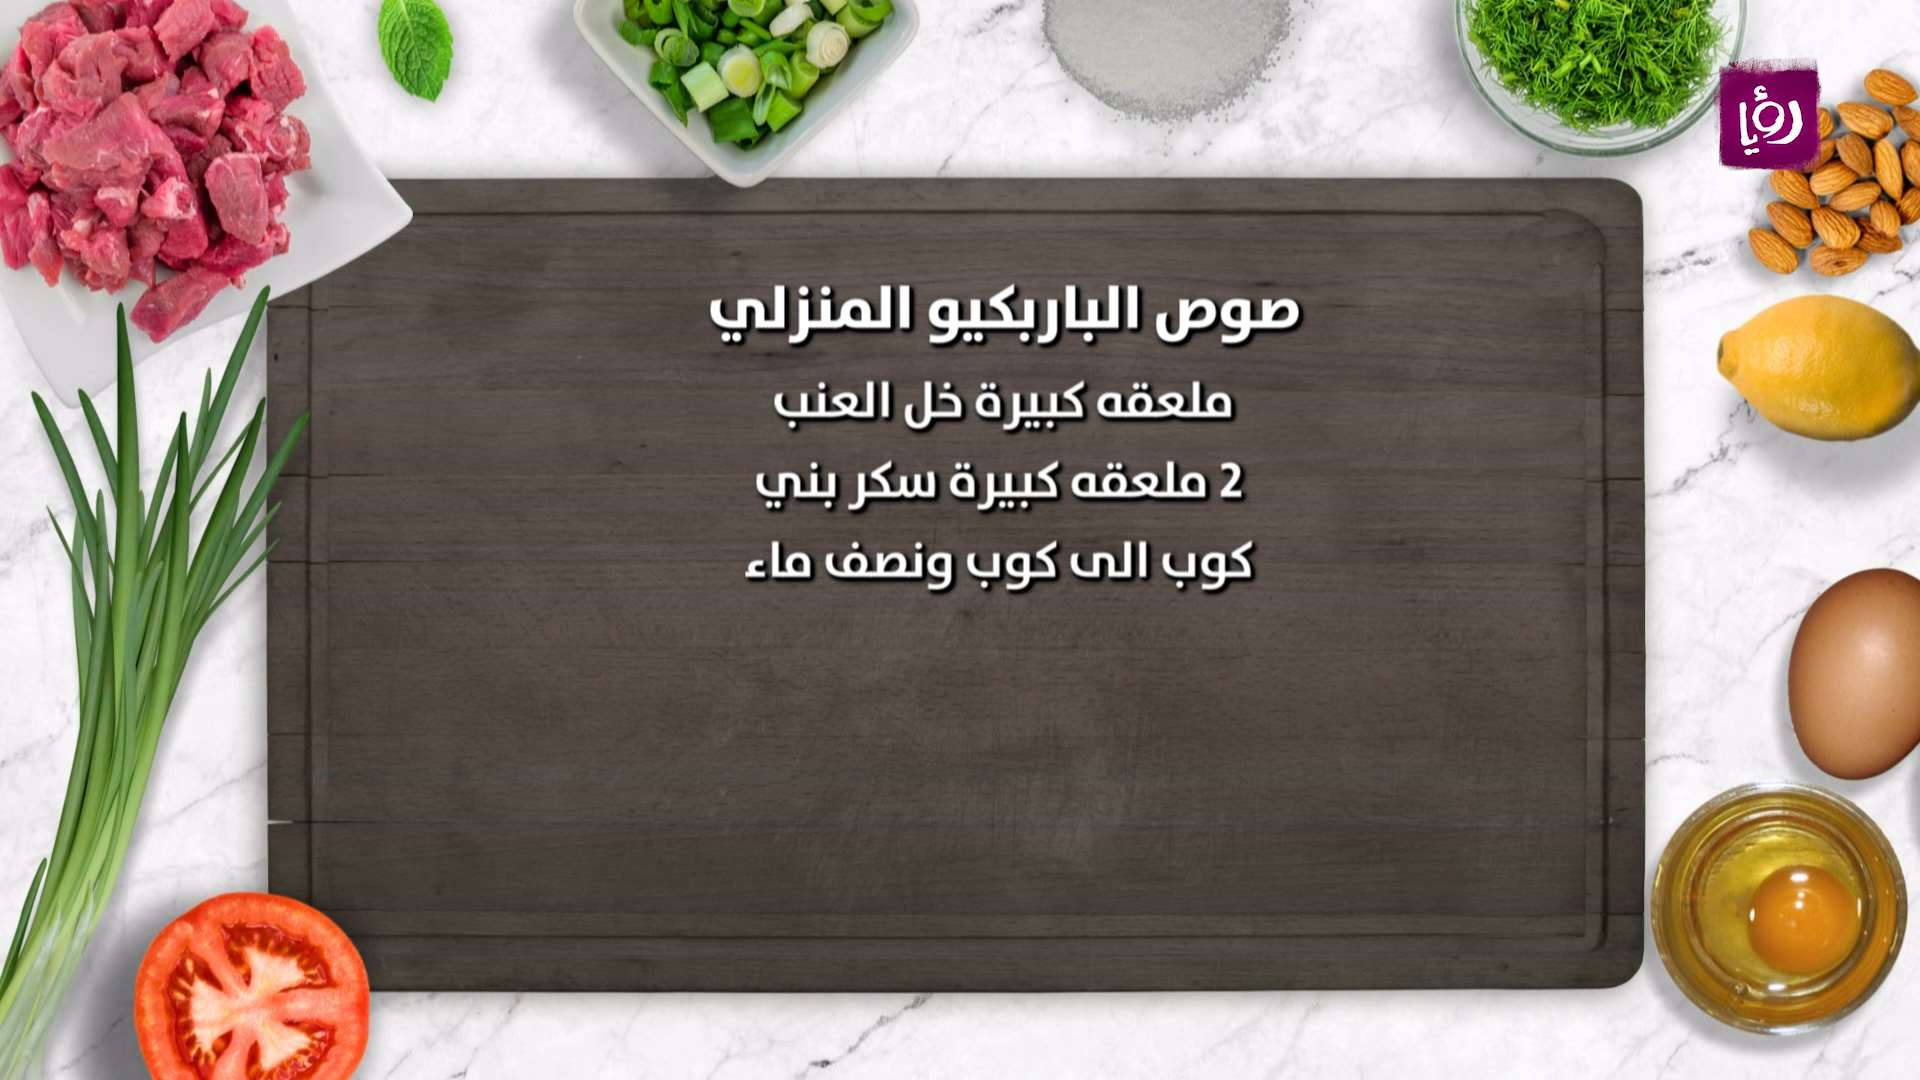 رؤيا
صوص الباربكيو المنزلي
ملعقه كبيرة خل العنب
2 ملعقه كبيرة سكر بني
كوب الى كوب ونصف ماء